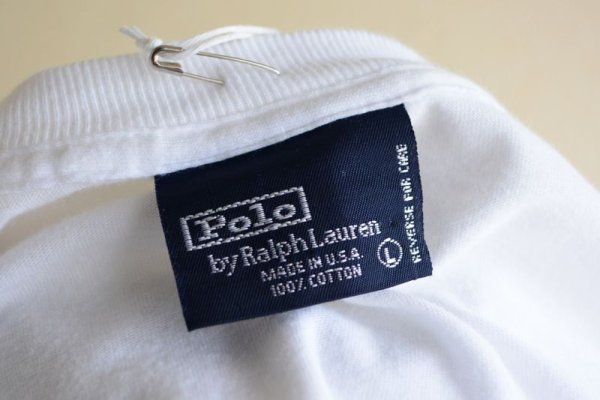 Polo
by Ralph Lauren
MADE IN U.S.A.
100% COTTON
L
REVERSE FOR CARE